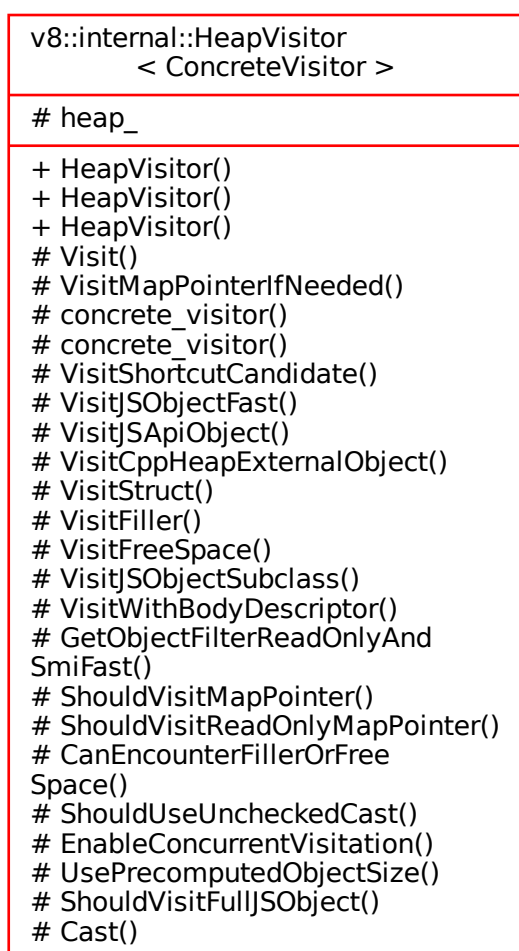 v8::internal::HeapVisitor
< ConcreteVisitor >
# heap_
+ HeapVisitor()
+ HeapVisitor()
+ HeapVisitor()
# Visit()
# VisitMapPointerIfNeeded()
# concrete_visitor()
# concrete_visitor()
# VisitShortcutCandidate()
# VisitJSObjectFast()
# VisitJSApiObject()
# VisitCppHeapExternalObject()
# VisitStruct()
# VisitFiller()
# VisitFreeSpace()
# VisitJSObjectSubclass()
# VisitWithBodyDescriptor()
# GetObjectFilterReadOnlyAnd
SmiFast()
# ShouldVisitMapPointer()
# ShouldVisitReadOnlyMapPointer()
# CanEncounterFillerOrFree
Space()
# ShouldUseUncheckedCast()
# EnableConcurrentVisitation()
# UsePrecomputedObjectSize()
# ShouldVisitFullJSObject()
# Cast()